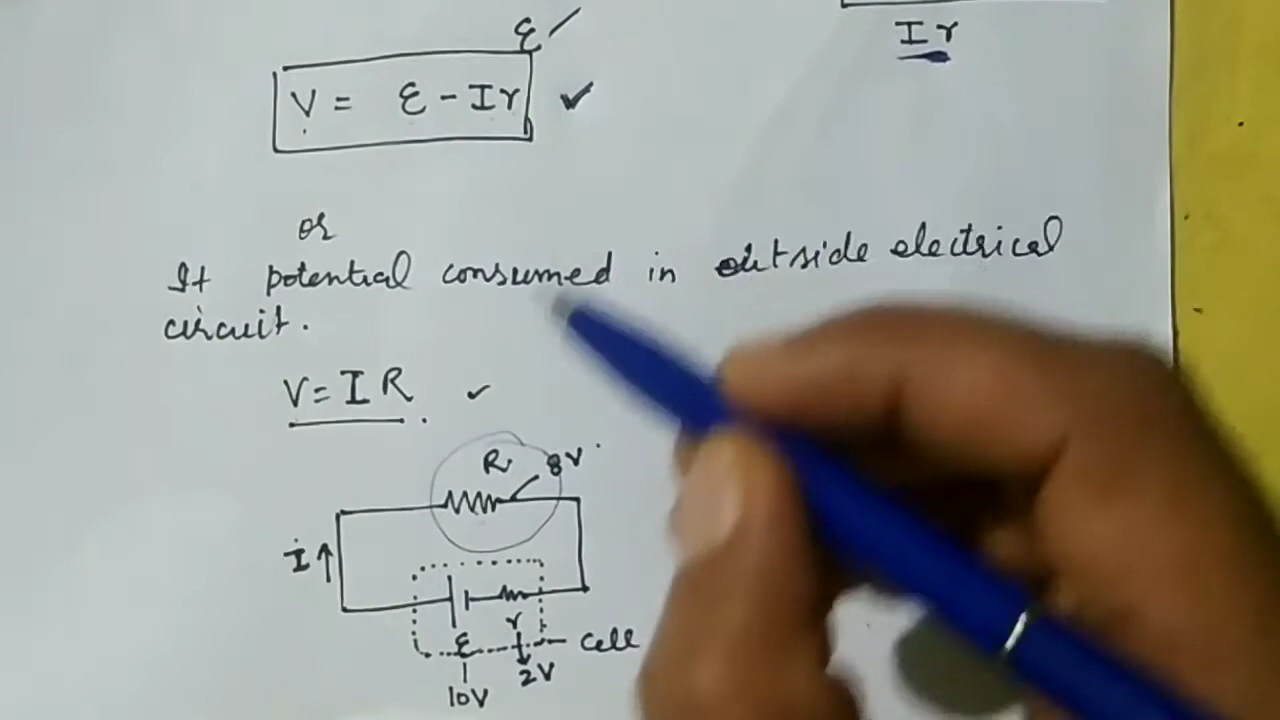 Ir
ε
V = ε - Ir
or
It potential consumed in outside electrical
circuit.
V = IR.
R. 8V
I
r
ε cell
2V
10V